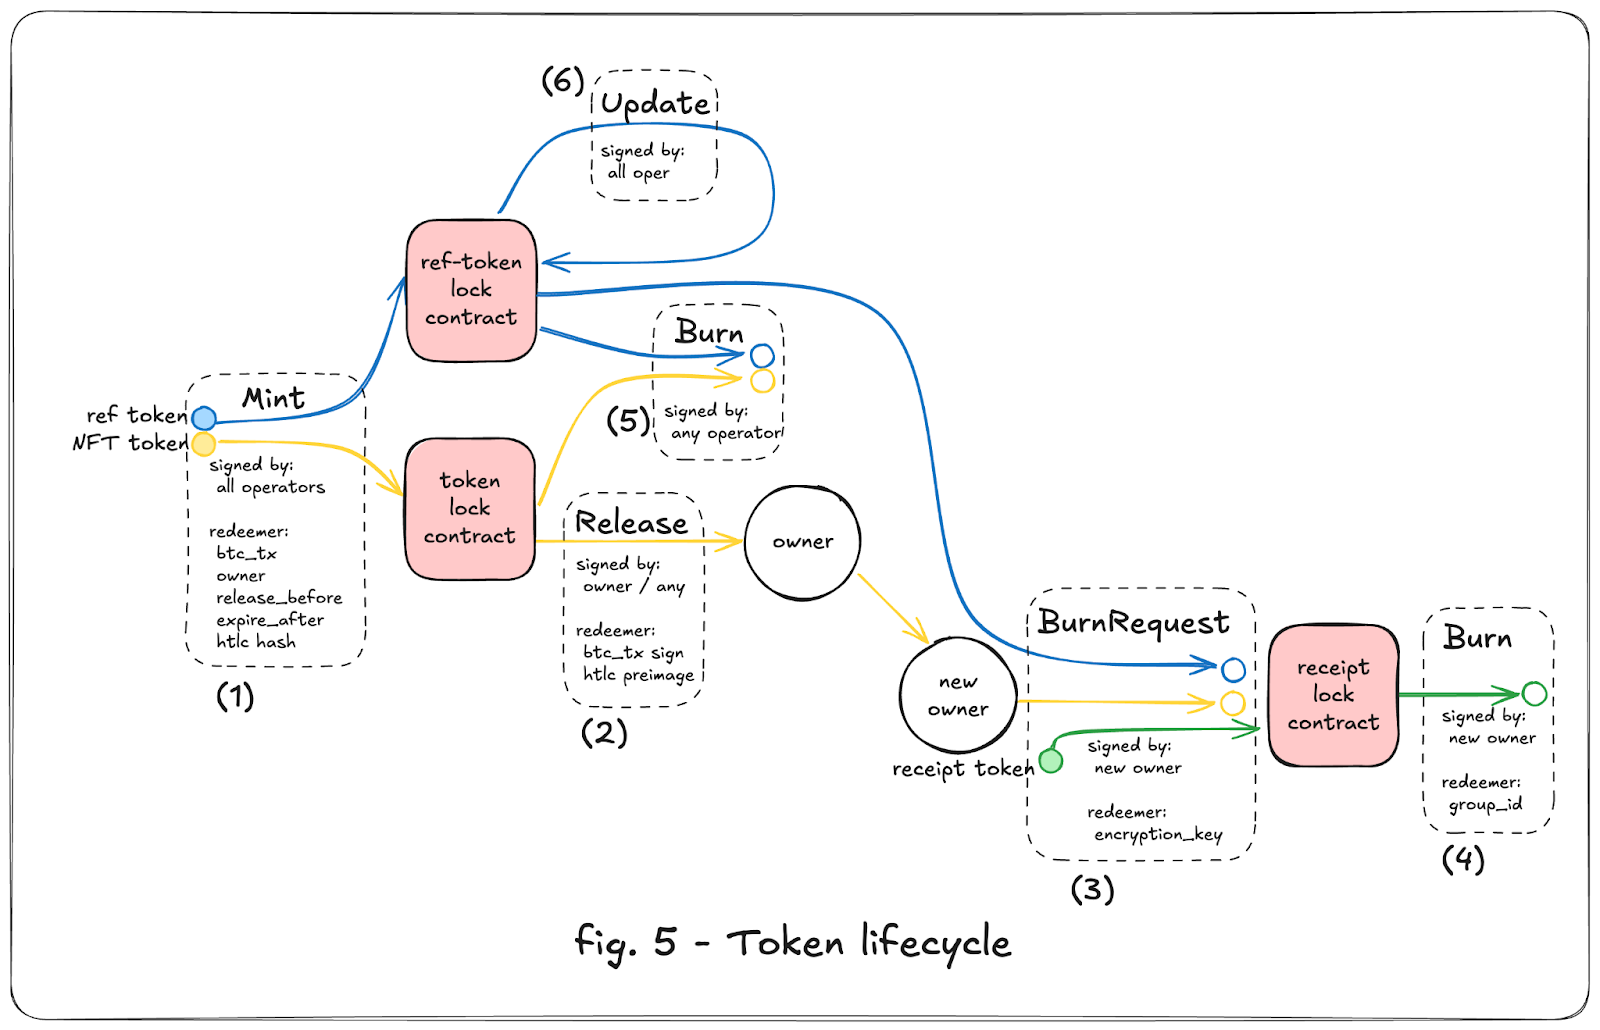 (6)
Update
signed by:
all oper
ref-token
lock
contract
Burn
signed by:
any operator
(5)
Mint
ref token
NFT token
signed by:
all operators
redeemer:
btc_tx
owner
release_before
expire_after
htlc hash
(1)
token
lock
contract
Release
signed by:
owner / any
redeemer:
btc_tx sign
htlc preimage
(2)
owner
new
owner
receipt token
BurnRequest
signed by:
new owner
redeemer:
encryption_key
(3)
receipt
lock
contract
Burn
signed by:
new owner
redeemer:
group_id
(4)
fig. 5 - Token lifecycle